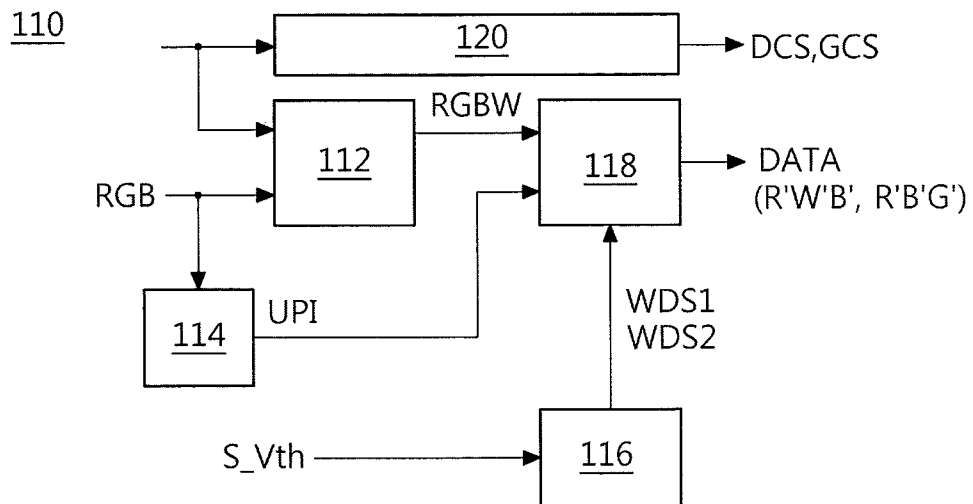 110
120
DCS,GCS
RGBW
112
118
DATA
(R'W'B', R'B'G')
RGB
114
UPI
WDS1
WDS2
S_Vth
116